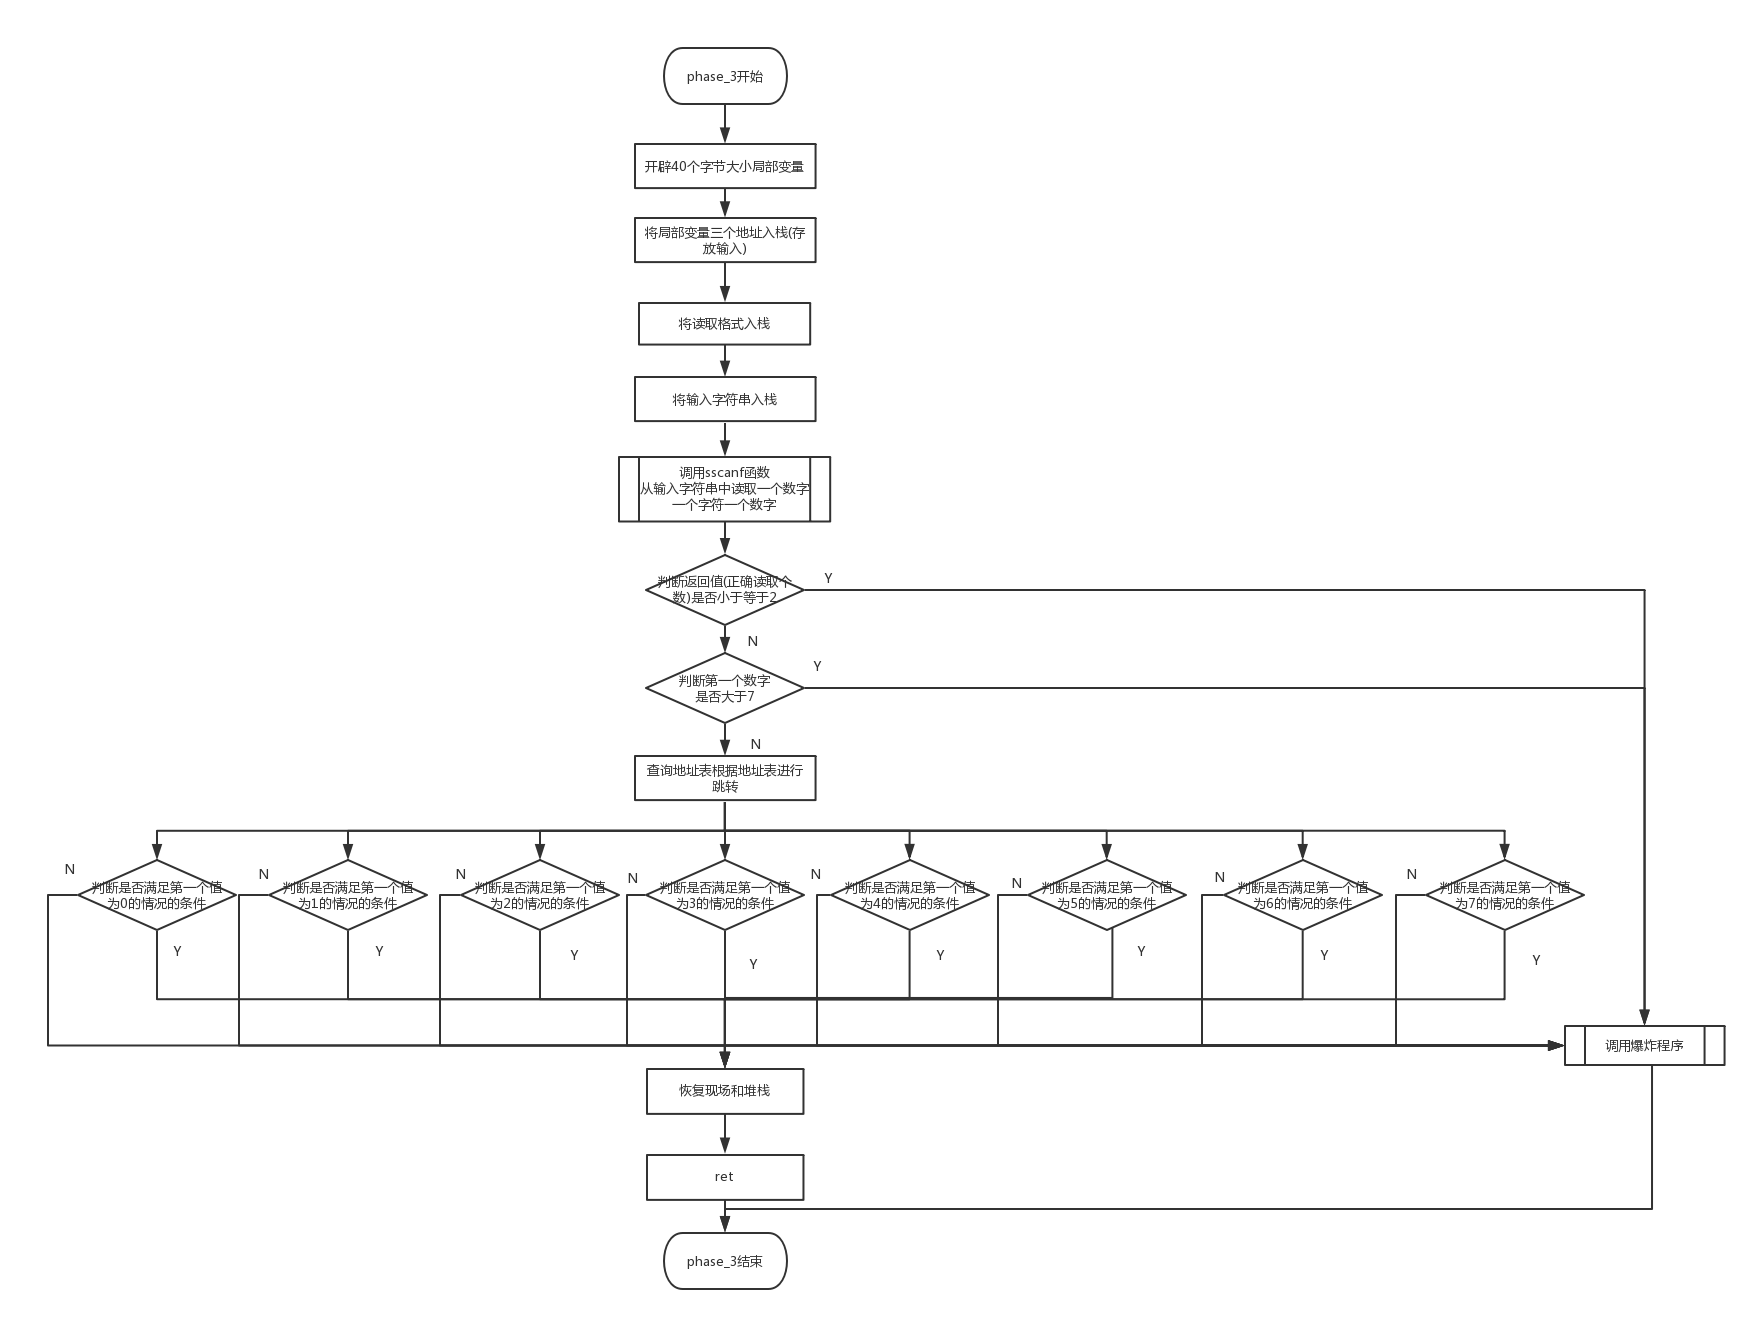 phase_3开始
开辟40个字节大小局部变量
将局部变量三个地址入栈(存
放输入)
将读取格式入栈
将输入字符串入栈
调用sscanf函数
从输入字符串中读取一个数字
一个字符一个数字
判断返回值(正确读取个
数)是否小于等于2
Y
N
判断第一个数字
是否大于7
Y
N
查询地址表根据地址表进行
跳转
N
判断是否满足第一个值
为0的情况的条件
Y
N
判断是否满足第一个值
为1的情况的条件
Y
N
判断是否满足第一个值
为2的情况的条件
Y
N
判断是否满足第一个值
为3的情况的条件
Y
N
判断是否满足第一个值
为4的情况的条件
Y
N
判断是否满足第一个值
为5的情况的条件
Y
N
判断是否满足第一个值
为6的情况的条件
Y
N
判断是否满足第一个值
为7的情况的条件
Y
调用爆炸程序
恢复现场和堆栈
ret
phase_3结束